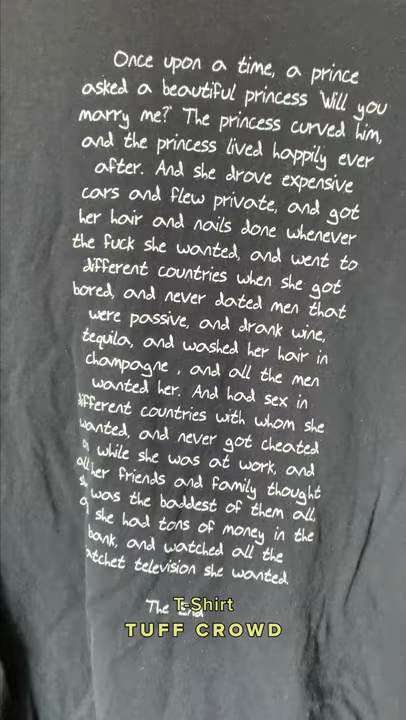 Once upon a time, a prince
asked a beautiful princess "Will you
marry me?" The princess curved him,
and the princess lived happily ever
after. And she drove expensive
cars and flew private, and got
her hair and nails done whenever
the fuck she wanted, and went to
different countries when she got
bored, and never dated men that
were passive, and drank wine,
tequila, and washed her hair in
champagne, and all the men
wanted her. And had sex in
different countries with whom she
wanted, and never got cheated
while she was at work, and
all her friends and family thought
was the baddest of them all,
she had tons of money in the
bank, and watched all the
atchet television she wanted.
The End
T-Shirt
TUFF CROWD